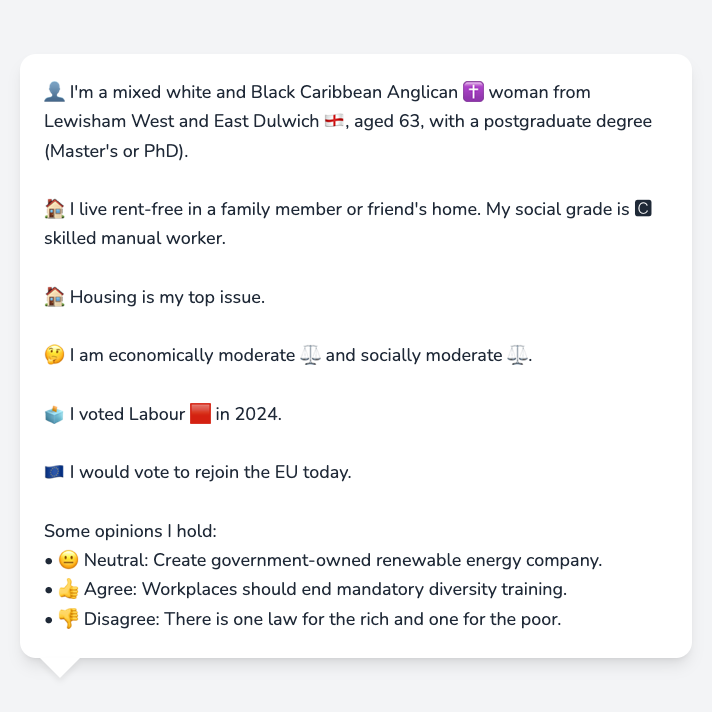 👤 I'm a mixed white and Black Caribbean Anglican ✝️ woman from
Lewisham West and East Dulwich 🏴󠁧󠁢󠁥󠁮󠁧󠁿, aged 63, with a postgraduate degree
(Master's or PhD).
🏠 I live rent-free in a family member or friend's home. My social grade is 🅲
skilled manual worker.
🏠 Housing is my top issue.
🤔 I am economically moderate ⚖️ and socially moderate ⚖️.
🗳️ I voted Labour 🟥 in 2024.
🇪🇺 I would vote to rejoin the EU today.
Some opinions I hold:
• 😐 Neutral: Create government-owned renewable energy company.
• 👍 Agree: Workplaces should end mandatory diversity training.
• 👎 Disagree: There is one law for the rich and one for the poor.